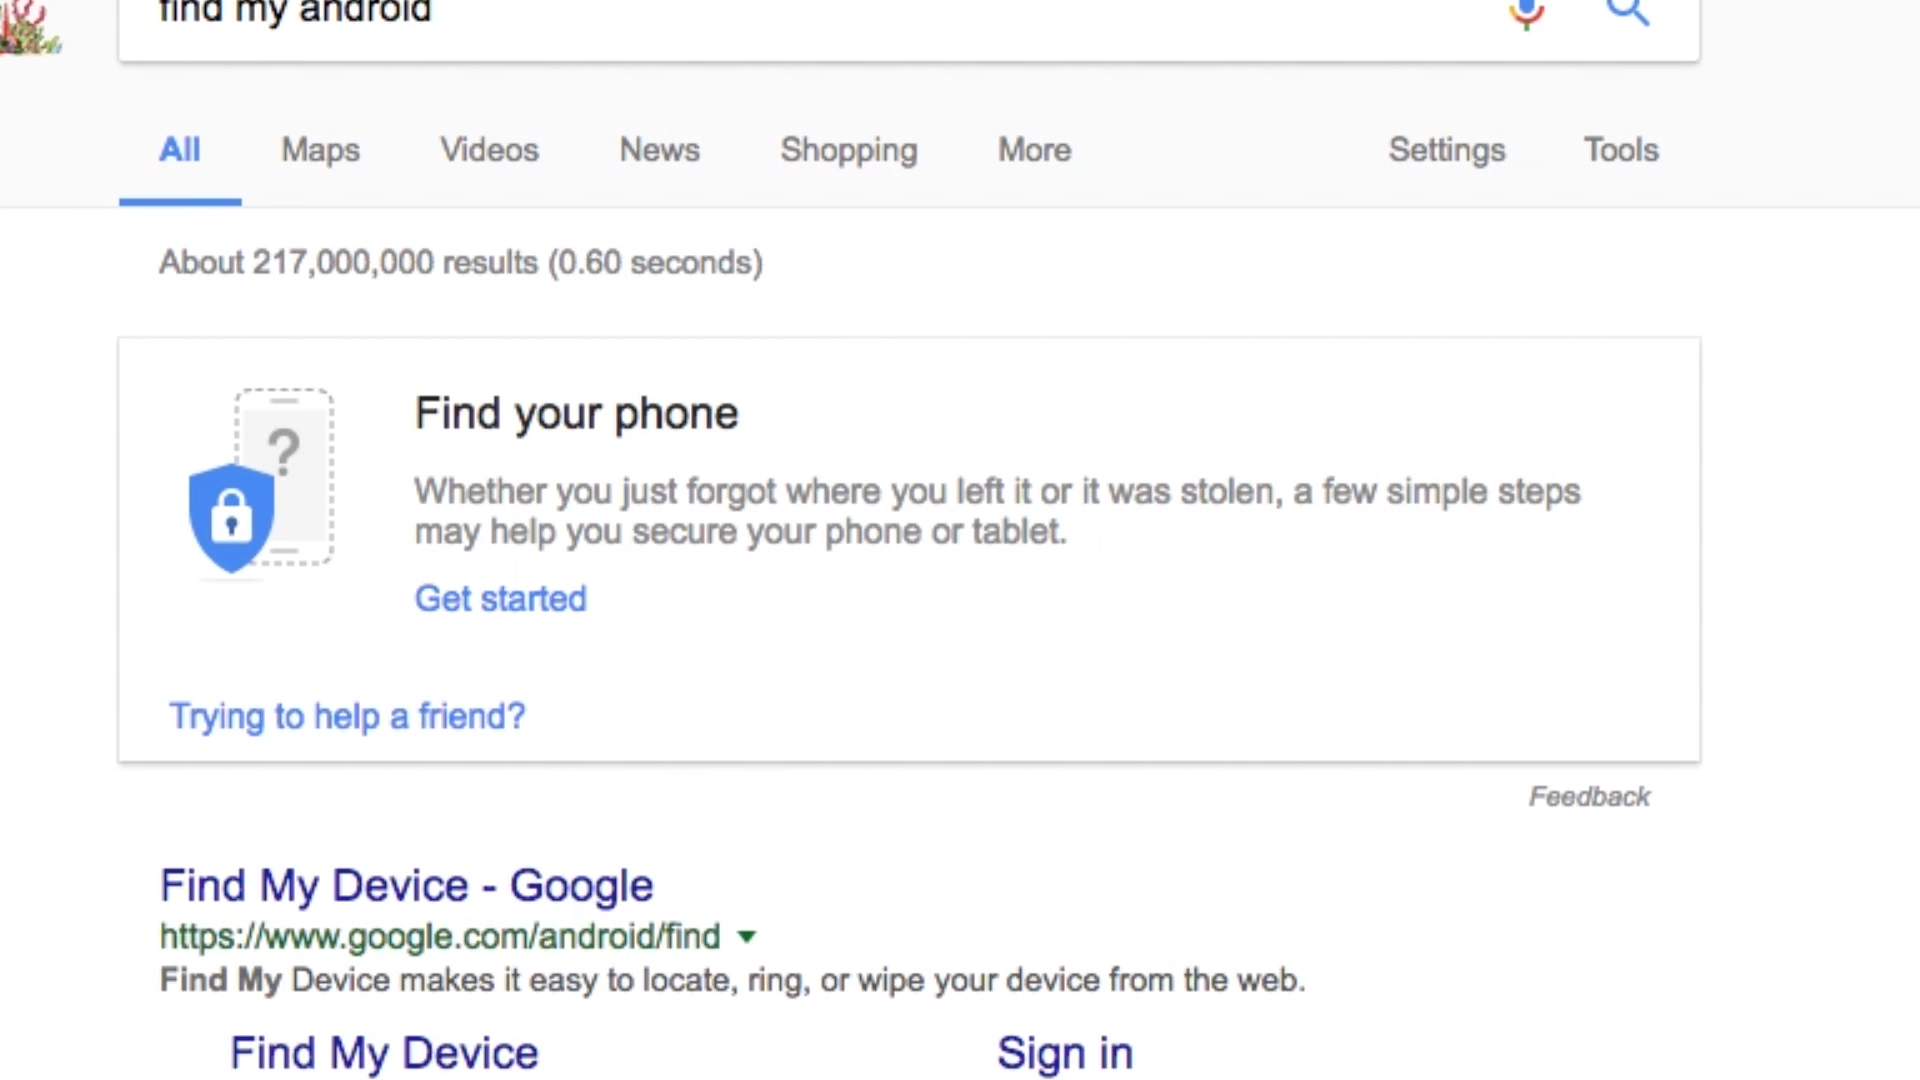 find my android
All Maps Videos News Shopping More Settings Tools
About 217,000,000 results (0.60 seconds)
?
Find your phone
Whether you just forgot where you left it or it was stolen, a few simple steps
may help you secure your phone or tablet.
Get started
Trying to help a friend?
Feedback
Find My Device - Google
https://www.google.com/android/find
Find My Device makes it easy to locate, ring, or wipe your device from the web.
Find My Device Sign in